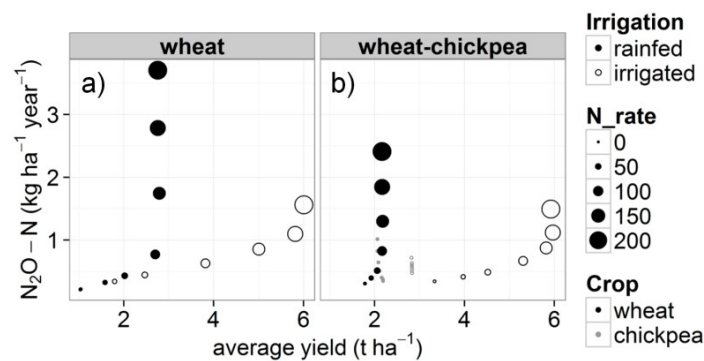 wheat
wheat-chickpea
a)
b)
3
2
1
N₂O – N (kg ha⁻¹ year⁻¹)
2
4
6
2
4
6
average yield (t ha⁻¹)
Irrigation
rainfed
irrigated
N_rate
0
50
100
150
200
Crop
wheat
chickpea